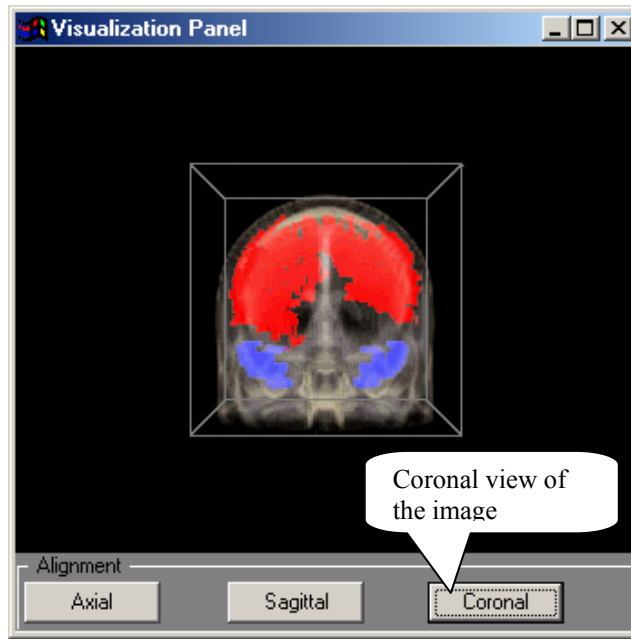 Visualization Panel
Coronal view of
the image
Alignment
Axial Sagittal Coronal